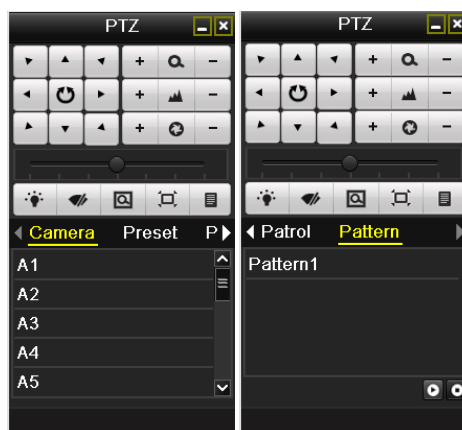 PTZ
+ -
+ -
+ -
Camera Preset P
A1
A2
A3
A4
A5
PTZ
+ -
+ -
+ -
Patrol Pattern
Pattern1